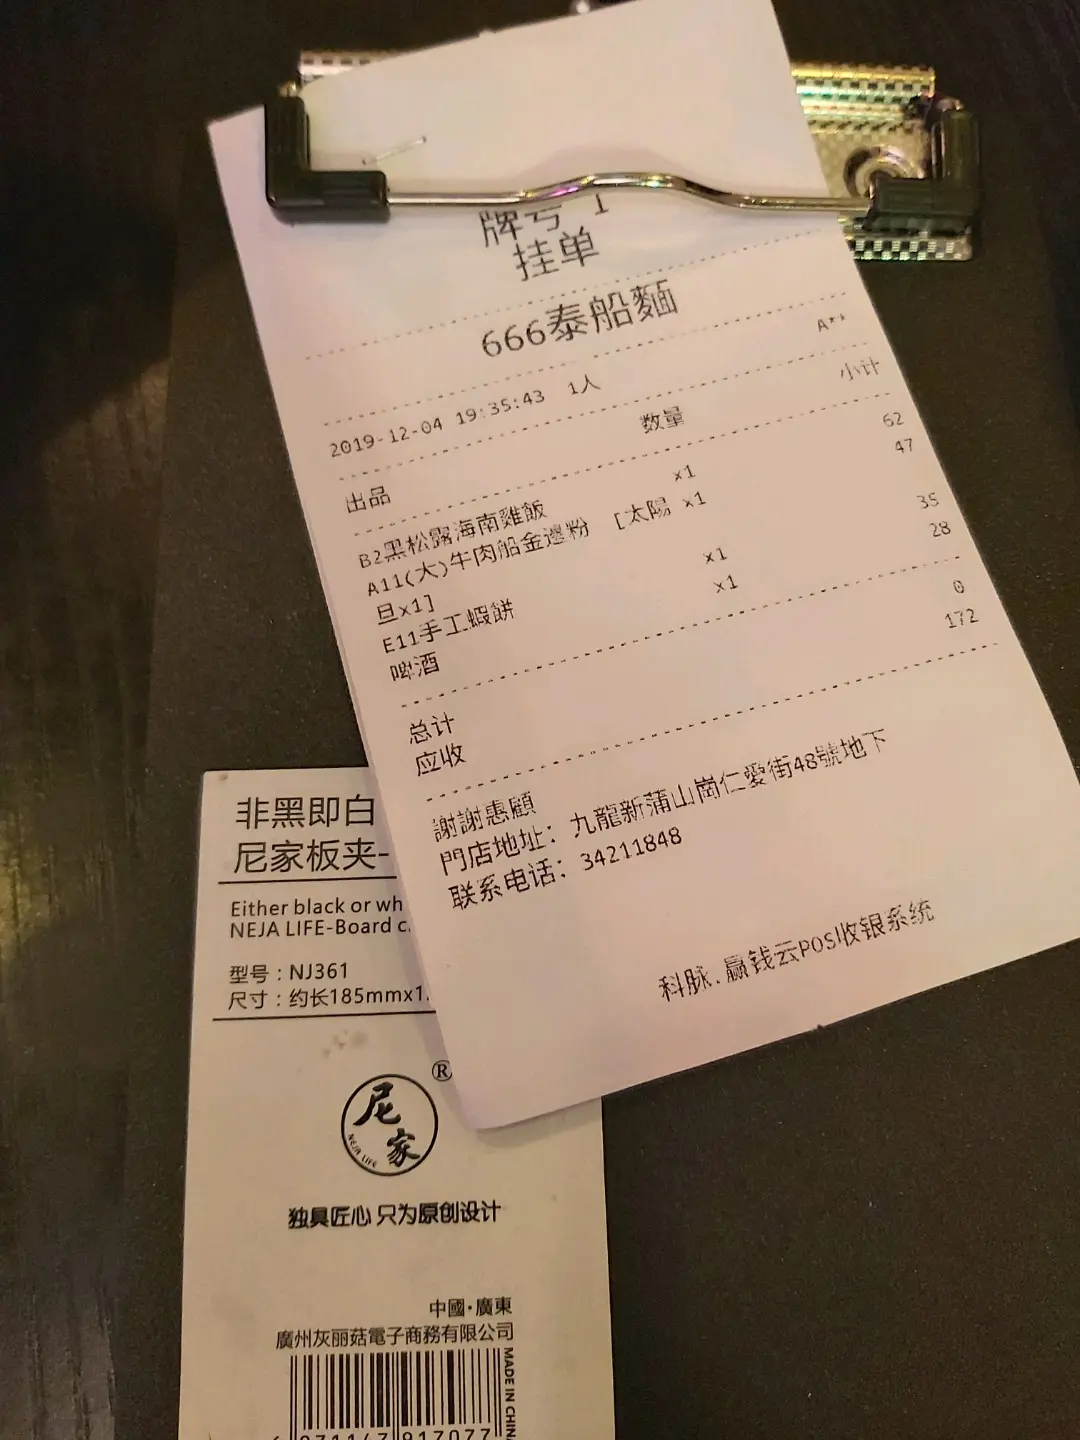 牌号 1
挂单
666泰船麵
A**
2019-12-04 19:35:43 1人
出品 数量 小计
B2黑松露海南雞飯 x1 62
A11(大)牛肉船金邊粉 [太陽 x1 47
旦x1]
E11手工蝦餅 x1 35
啤酒 x1 28
总计 0
应收 172
謝謝惠顧
門店地址: 九龍新蒲山崗仁愛街48號地下
联系电话: 34211848
科脉.赢钱云POS收银系统
非黑即白
尼家板夹-
Either black or wh
NEJA LIFE-Board c
型号:NJ361
尺寸:约长185mmx1
®
尼家
NEJA LIFE
独具匠心 只为原创设计
中國·廣東
廣州灰丽菇電子商務有限公司
MADE IN CHINA
6 971147 917077